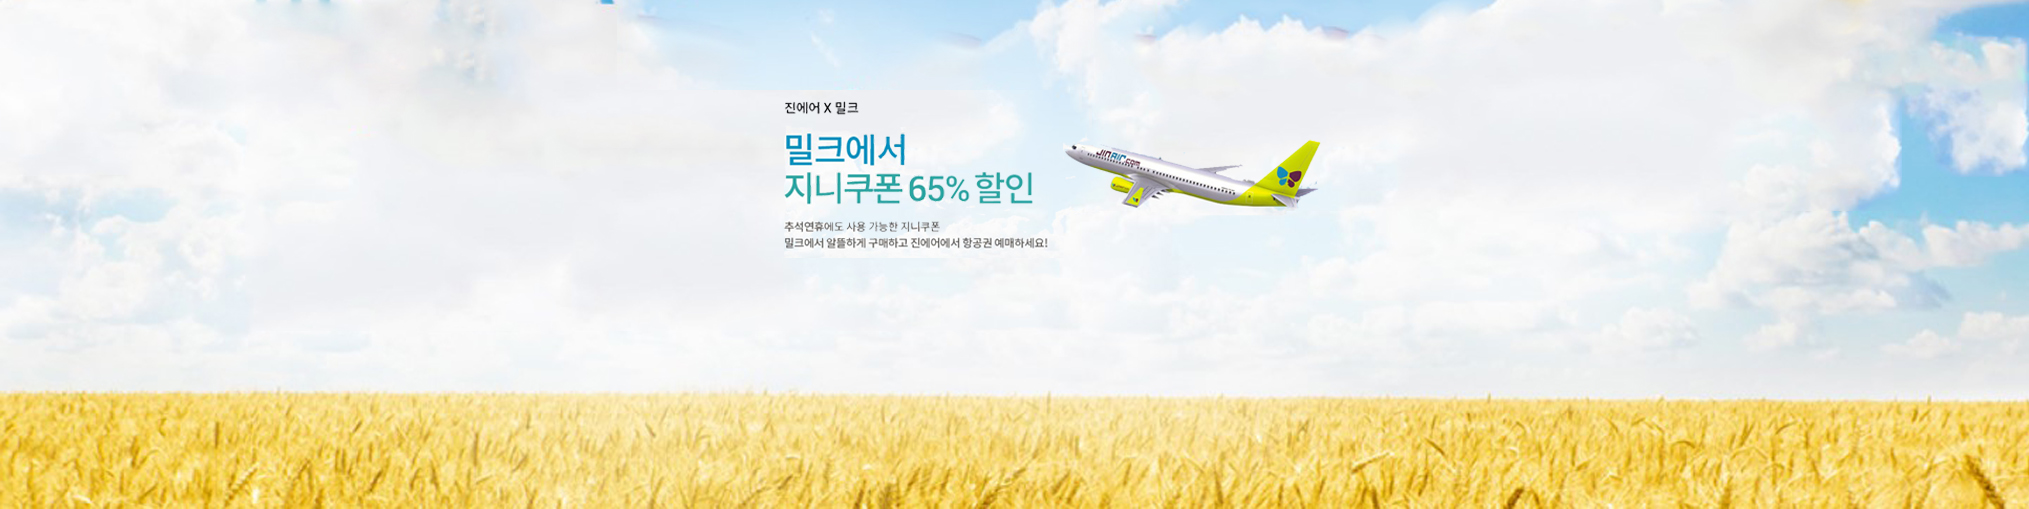 진에어 X 밀크
밀크에서
지니쿠폰 65% 할인
추석연휴에도 사용 가능한 지니쿠폰
밀크에서 알뜰하게 구매하고 진에어에서 항공권 예매하세요!
JINAIR.com